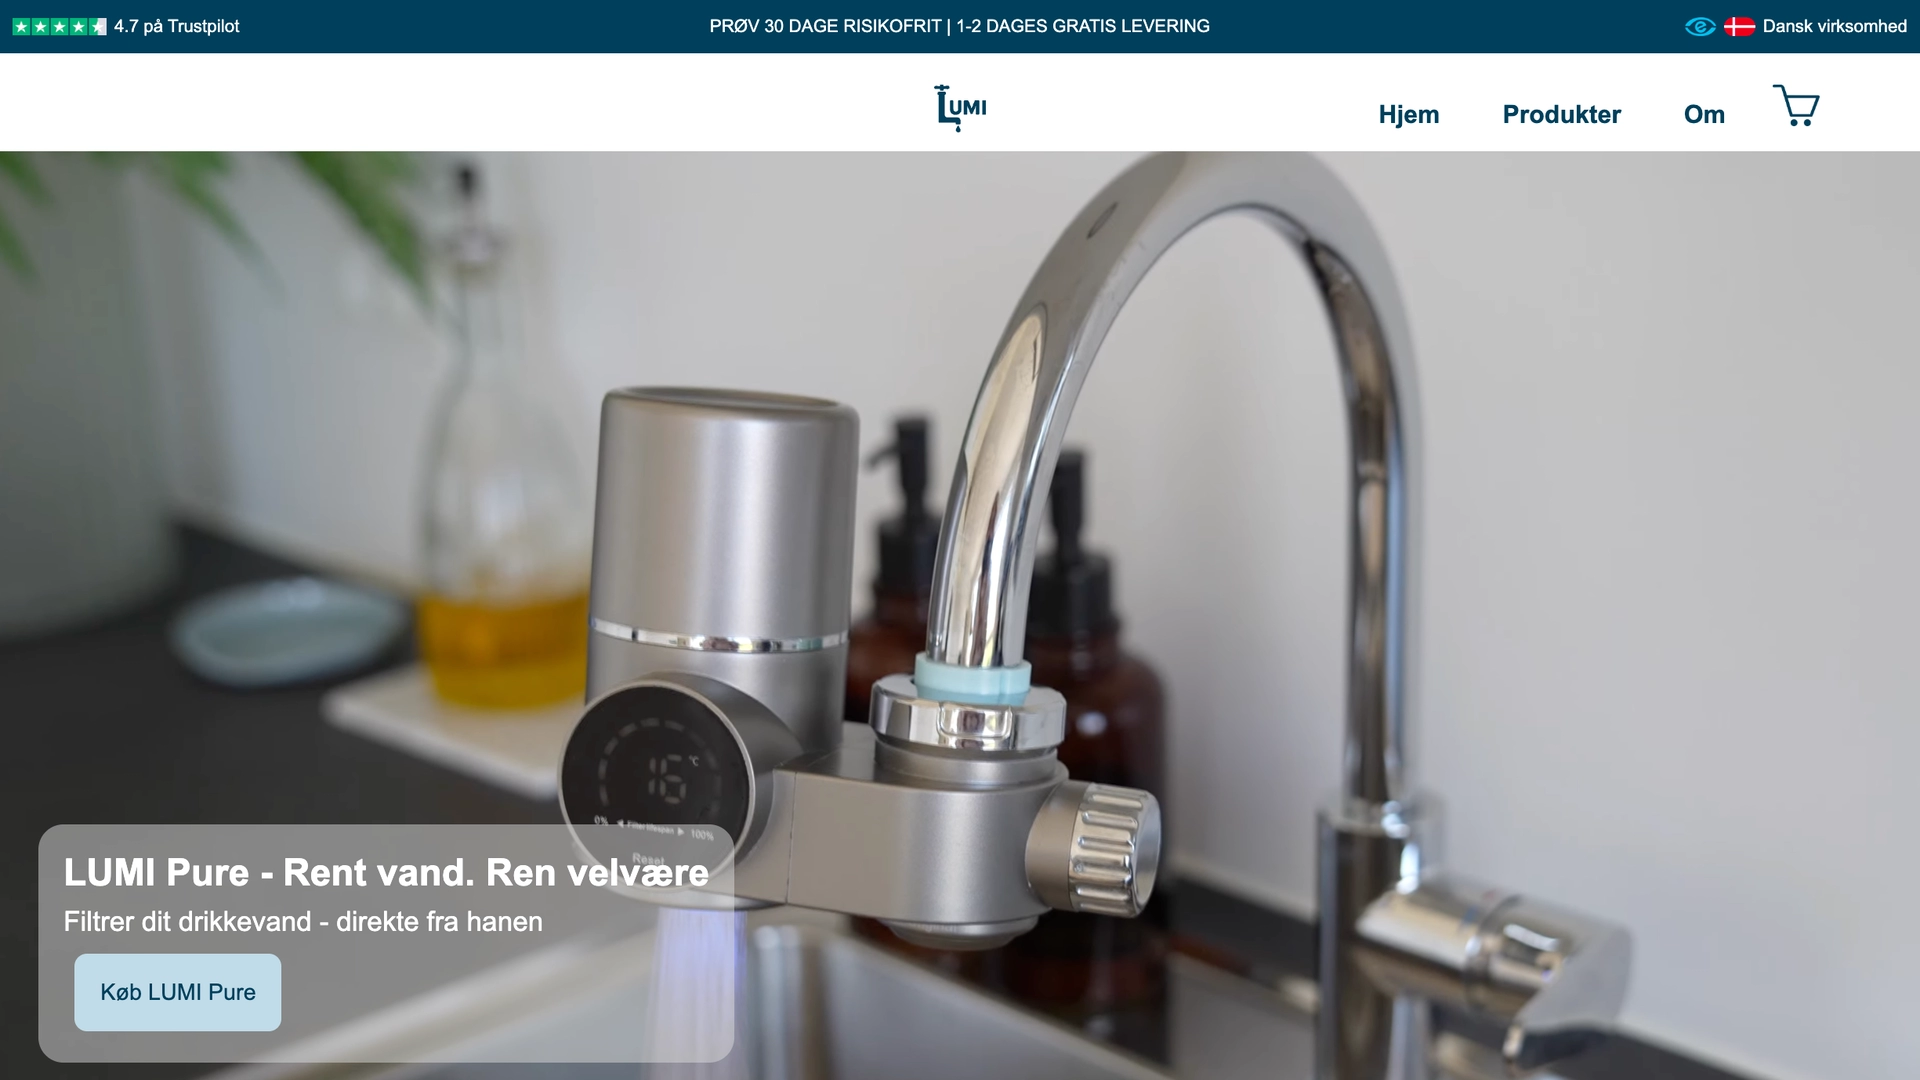 4.7 på Trustpilot
PRØV 30 DAGE RISIKOFRIT | 1-2 DAGES GRATIS LEVERING
e
Dansk virksomhed
LUMI
Hjem
Produkter
Om
16 °C
0% ◀ Filter lifespan ▶ 100%
Reset
LUMI Pure - Rent vand. Ren velvære
Filtrer dit drikkevand - direkte fra hanen
Køb LUMI Pure